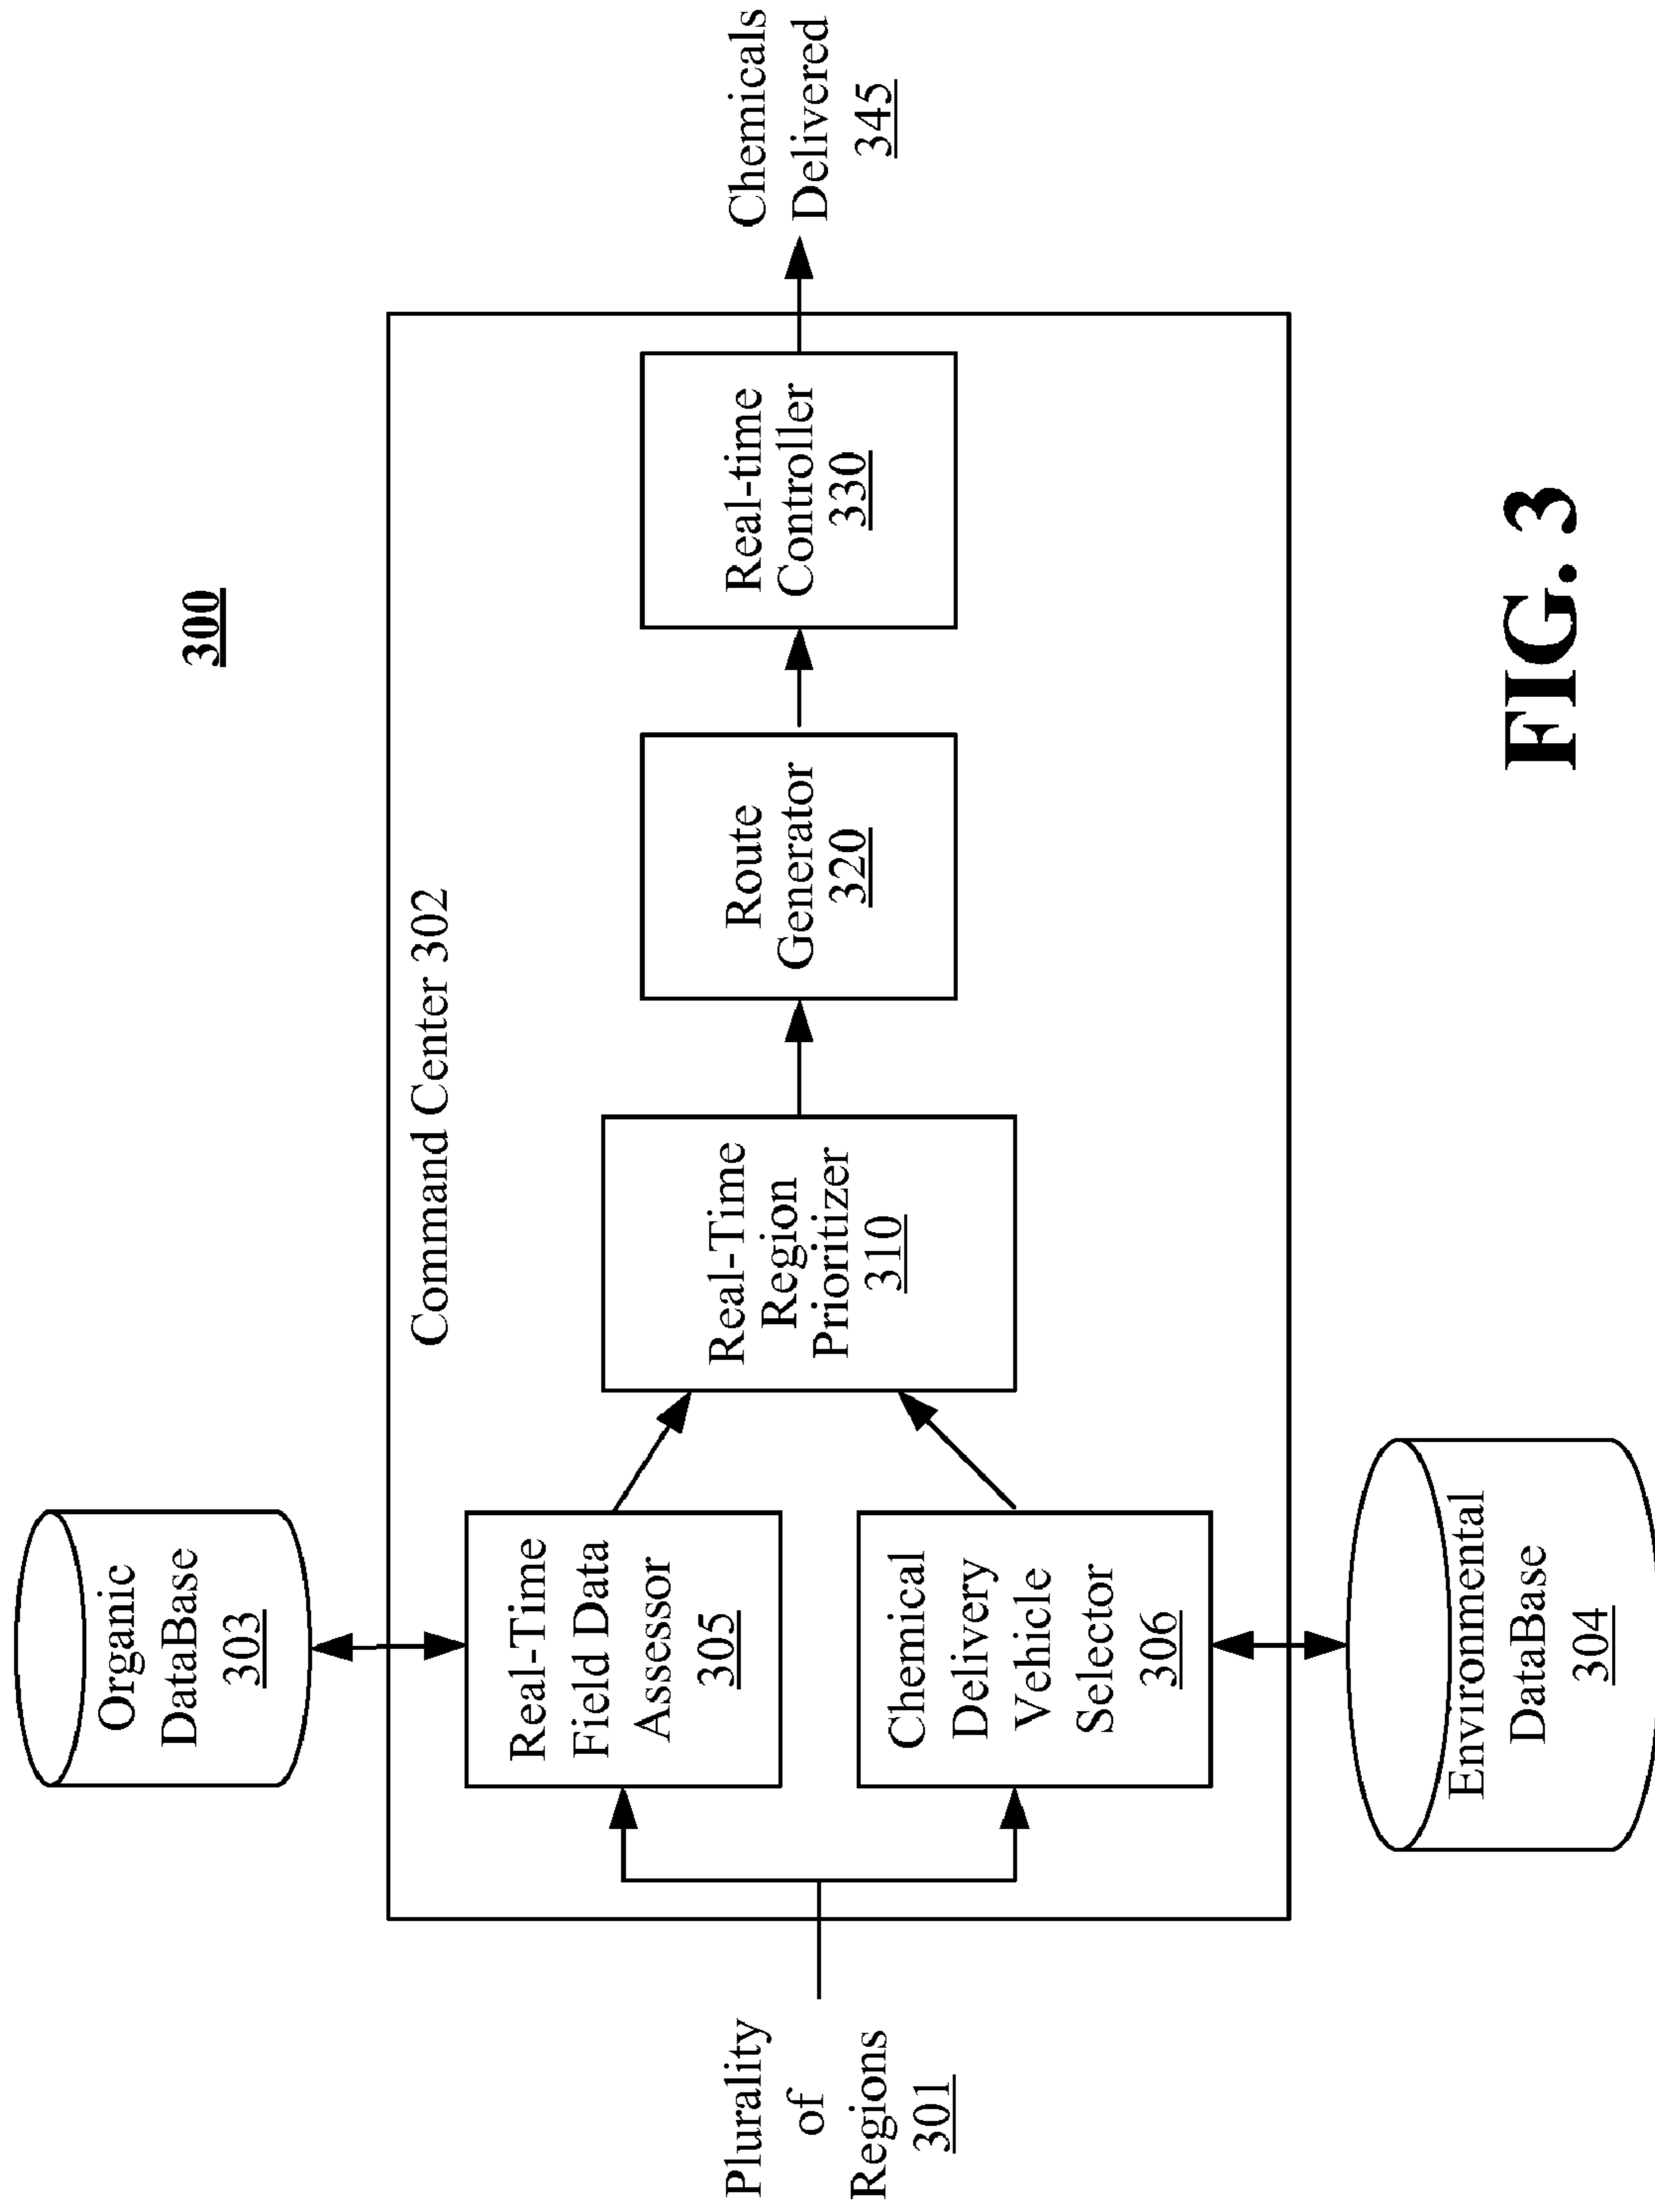 300
Organic
DataBase
303
Command Center 302
Plurality
of
Regions
301
Real-Time
Field Data
Assessor
305
Chemical
Delivery
Vehicle
Selector
306
Real-Time
Region
Prioritizer
310
Route
Generator
320
Real-time
Controller
330
Chemicals
Delivered
345
Environmental
DataBase
304
FIG. 3